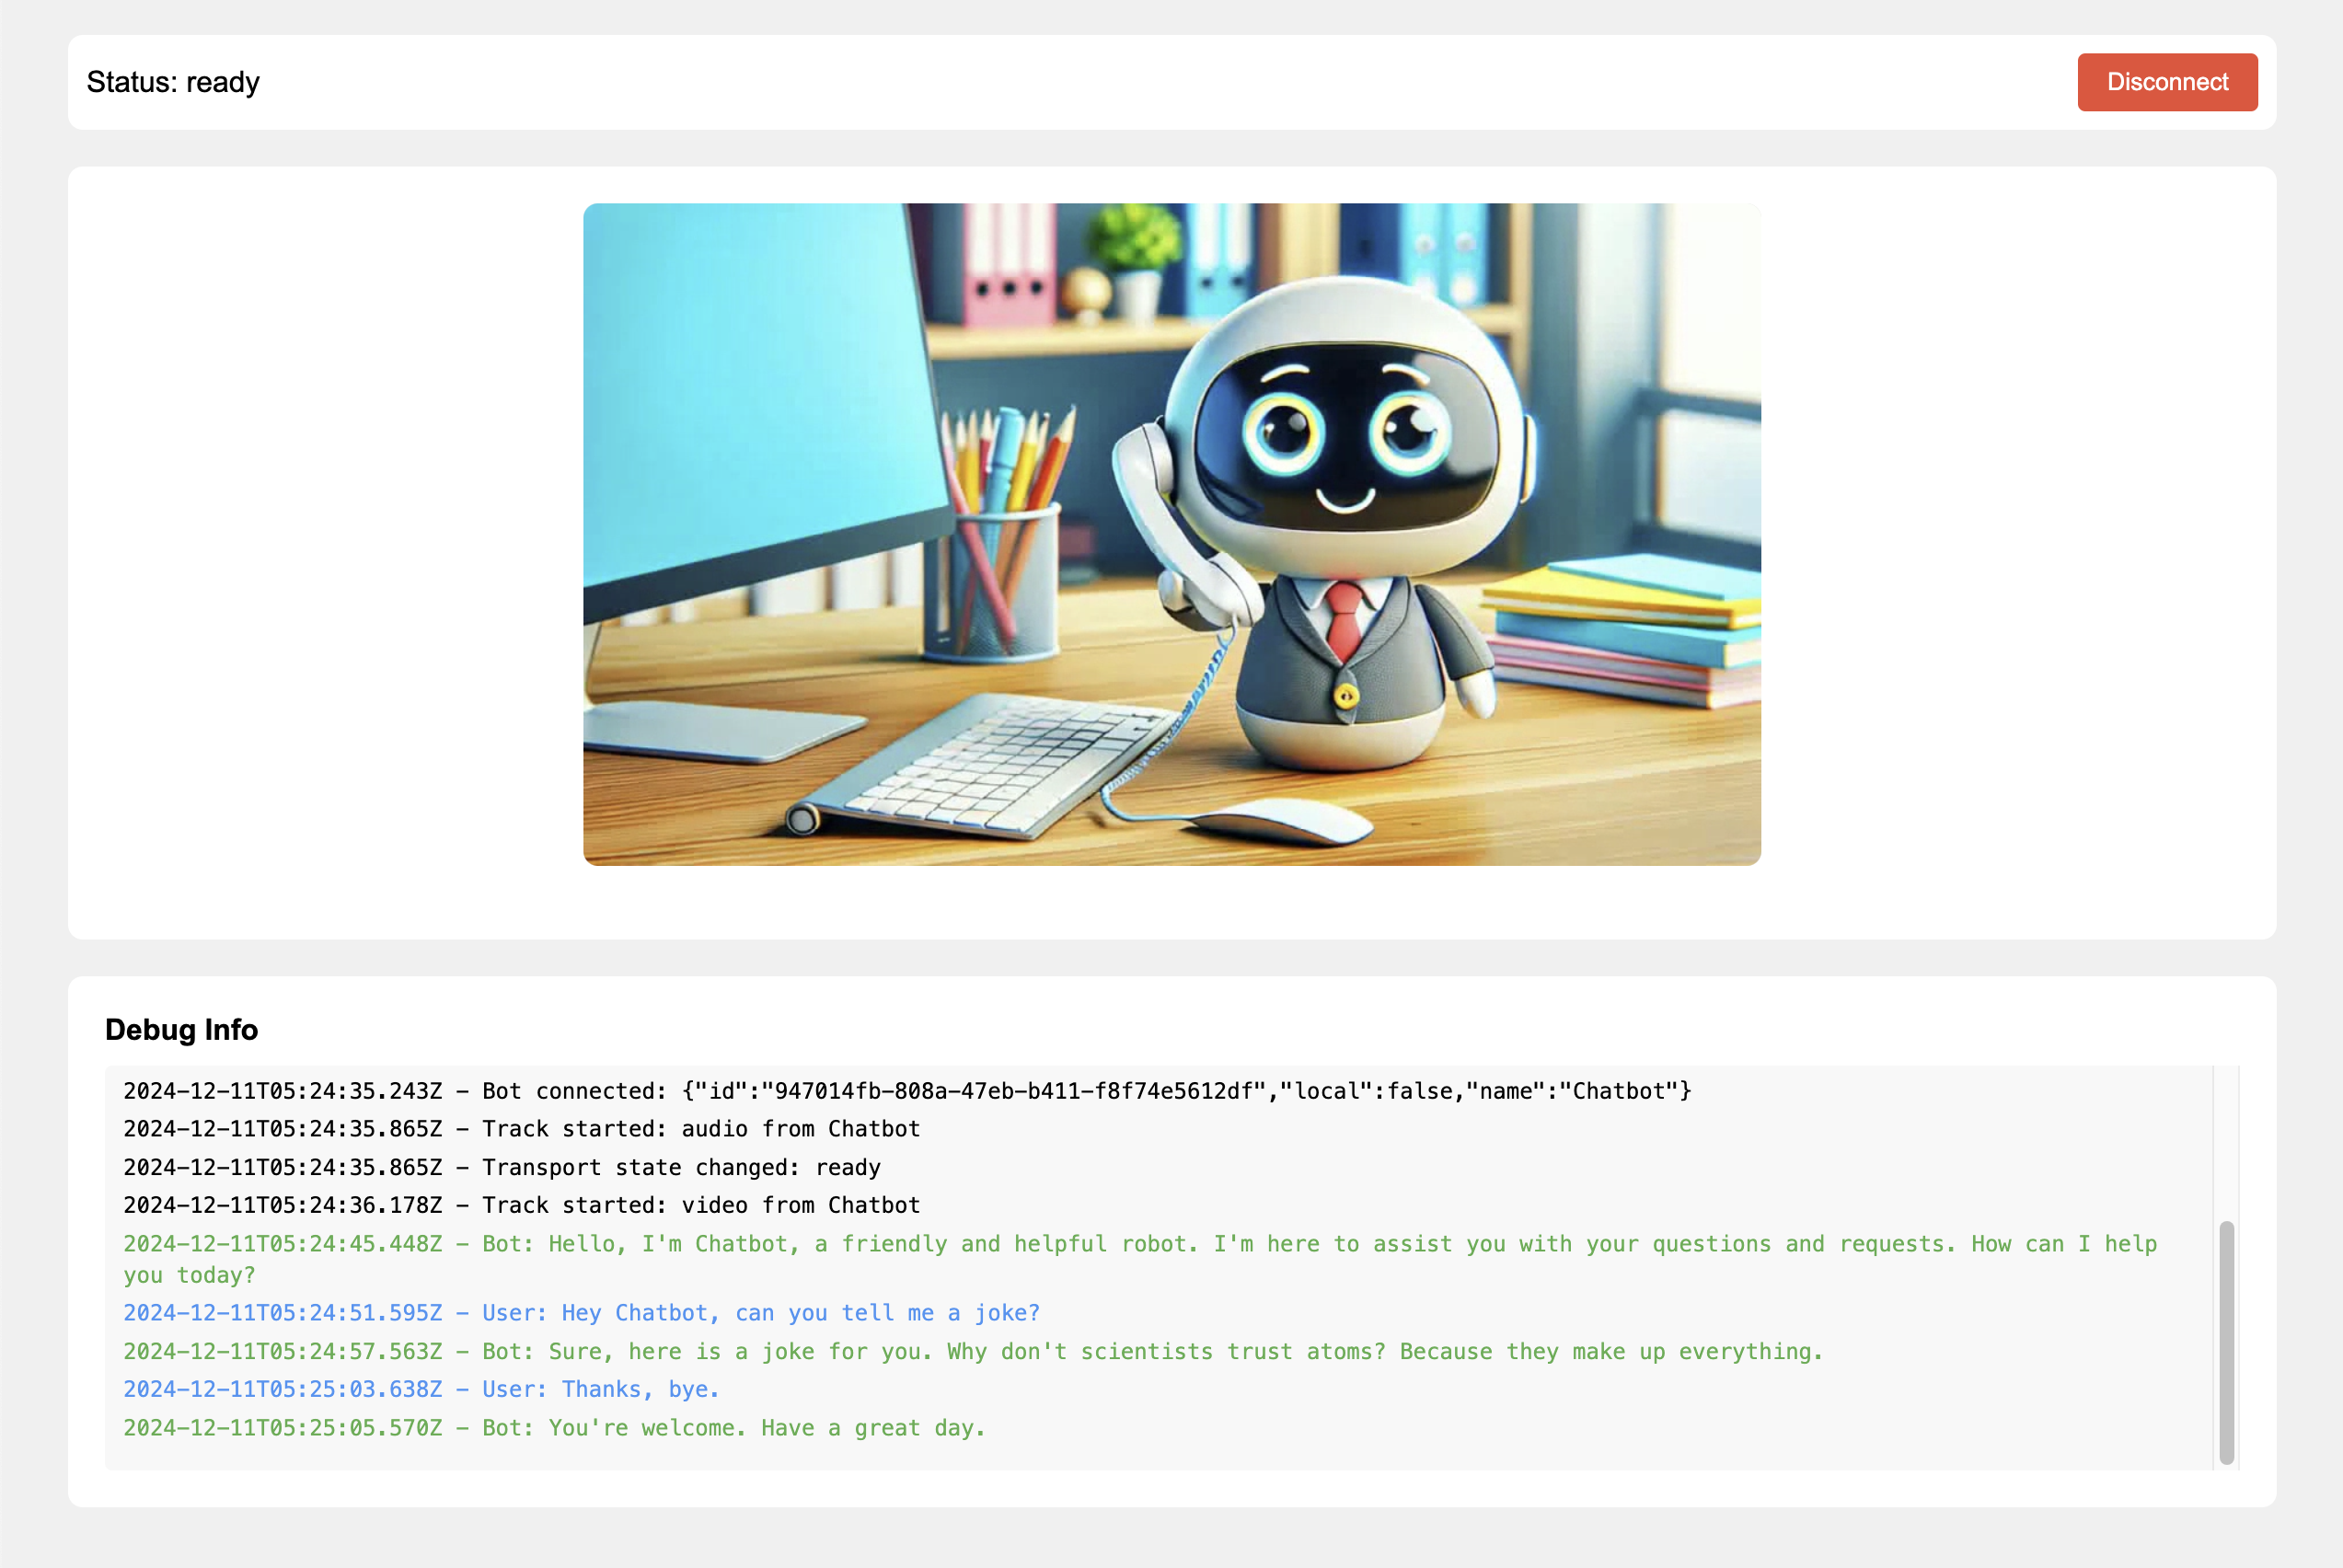 Status: ready
Disconnect
Debug Info
2024-12-11T05:24:35.243Z - Bot connected: {"id":"947014fb-808a-47eb-b411-f8f74e5612df","local":false,"name":"Chatbot"}
2024-12-11T05:24:35.865Z - Track started: audio from Chatbot
2024-12-11T05:24:35.865Z - Transport state changed: ready
2024-12-11T05:24:36.178Z - Track started: video from Chatbot
2024-12-11T05:24:45.448Z - Bot: Hello, I'm Chatbot, a friendly and helpful robot. I'm here to assist you with your questions and requests. How can I help
you today?
2024-12-11T05:24:51.595Z - User: Hey Chatbot, can you tell me a joke?
2024-12-11T05:24:57.563Z - Bot: Sure, here is a joke for you. Why don't scientists trust atoms? Because they make up everything.
2024-12-11T05:25:03.638Z - User: Thanks, bye.
2024-12-11T05:25:05.570Z - Bot: You're welcome. Have a great day.